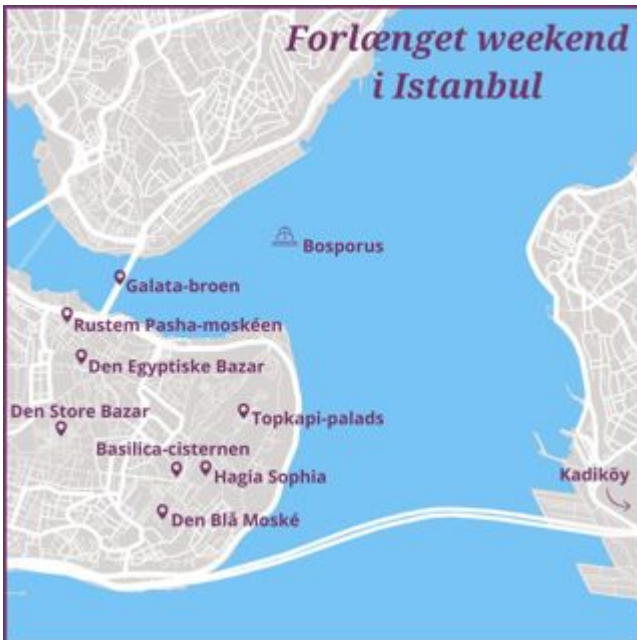 Forlænget weekend
i Istanbul
Bosporus
Galata-broen
Rustem Pasha-moskéen
Den Egyptiske Bazar
Den Store Bazar
Topkapi-palads
Basilica-cisternen
Hagia Sophia
Kadiköy
Den Blå Moské